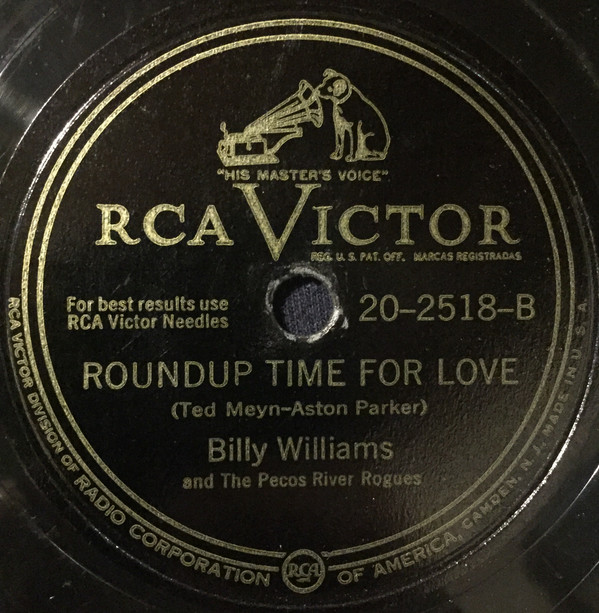 "HIS MASTER'S VOICE"
RCA VICTOR
REG. U. S. PAT. OFF. MARCAS REGISTRADAS
For best results use
RCA Victor Needles
20-2518-B
ROUNDUP TIME FOR LOVE
(Ted Meyn-Aston Parker)
Billy Williams
and The Pecos River Rogues
RCA VICTOR DIVISION OF RADIO CORPORATION OF AMERICA, CAMDEN, N. J. MADE IN U. S. A.
RCA